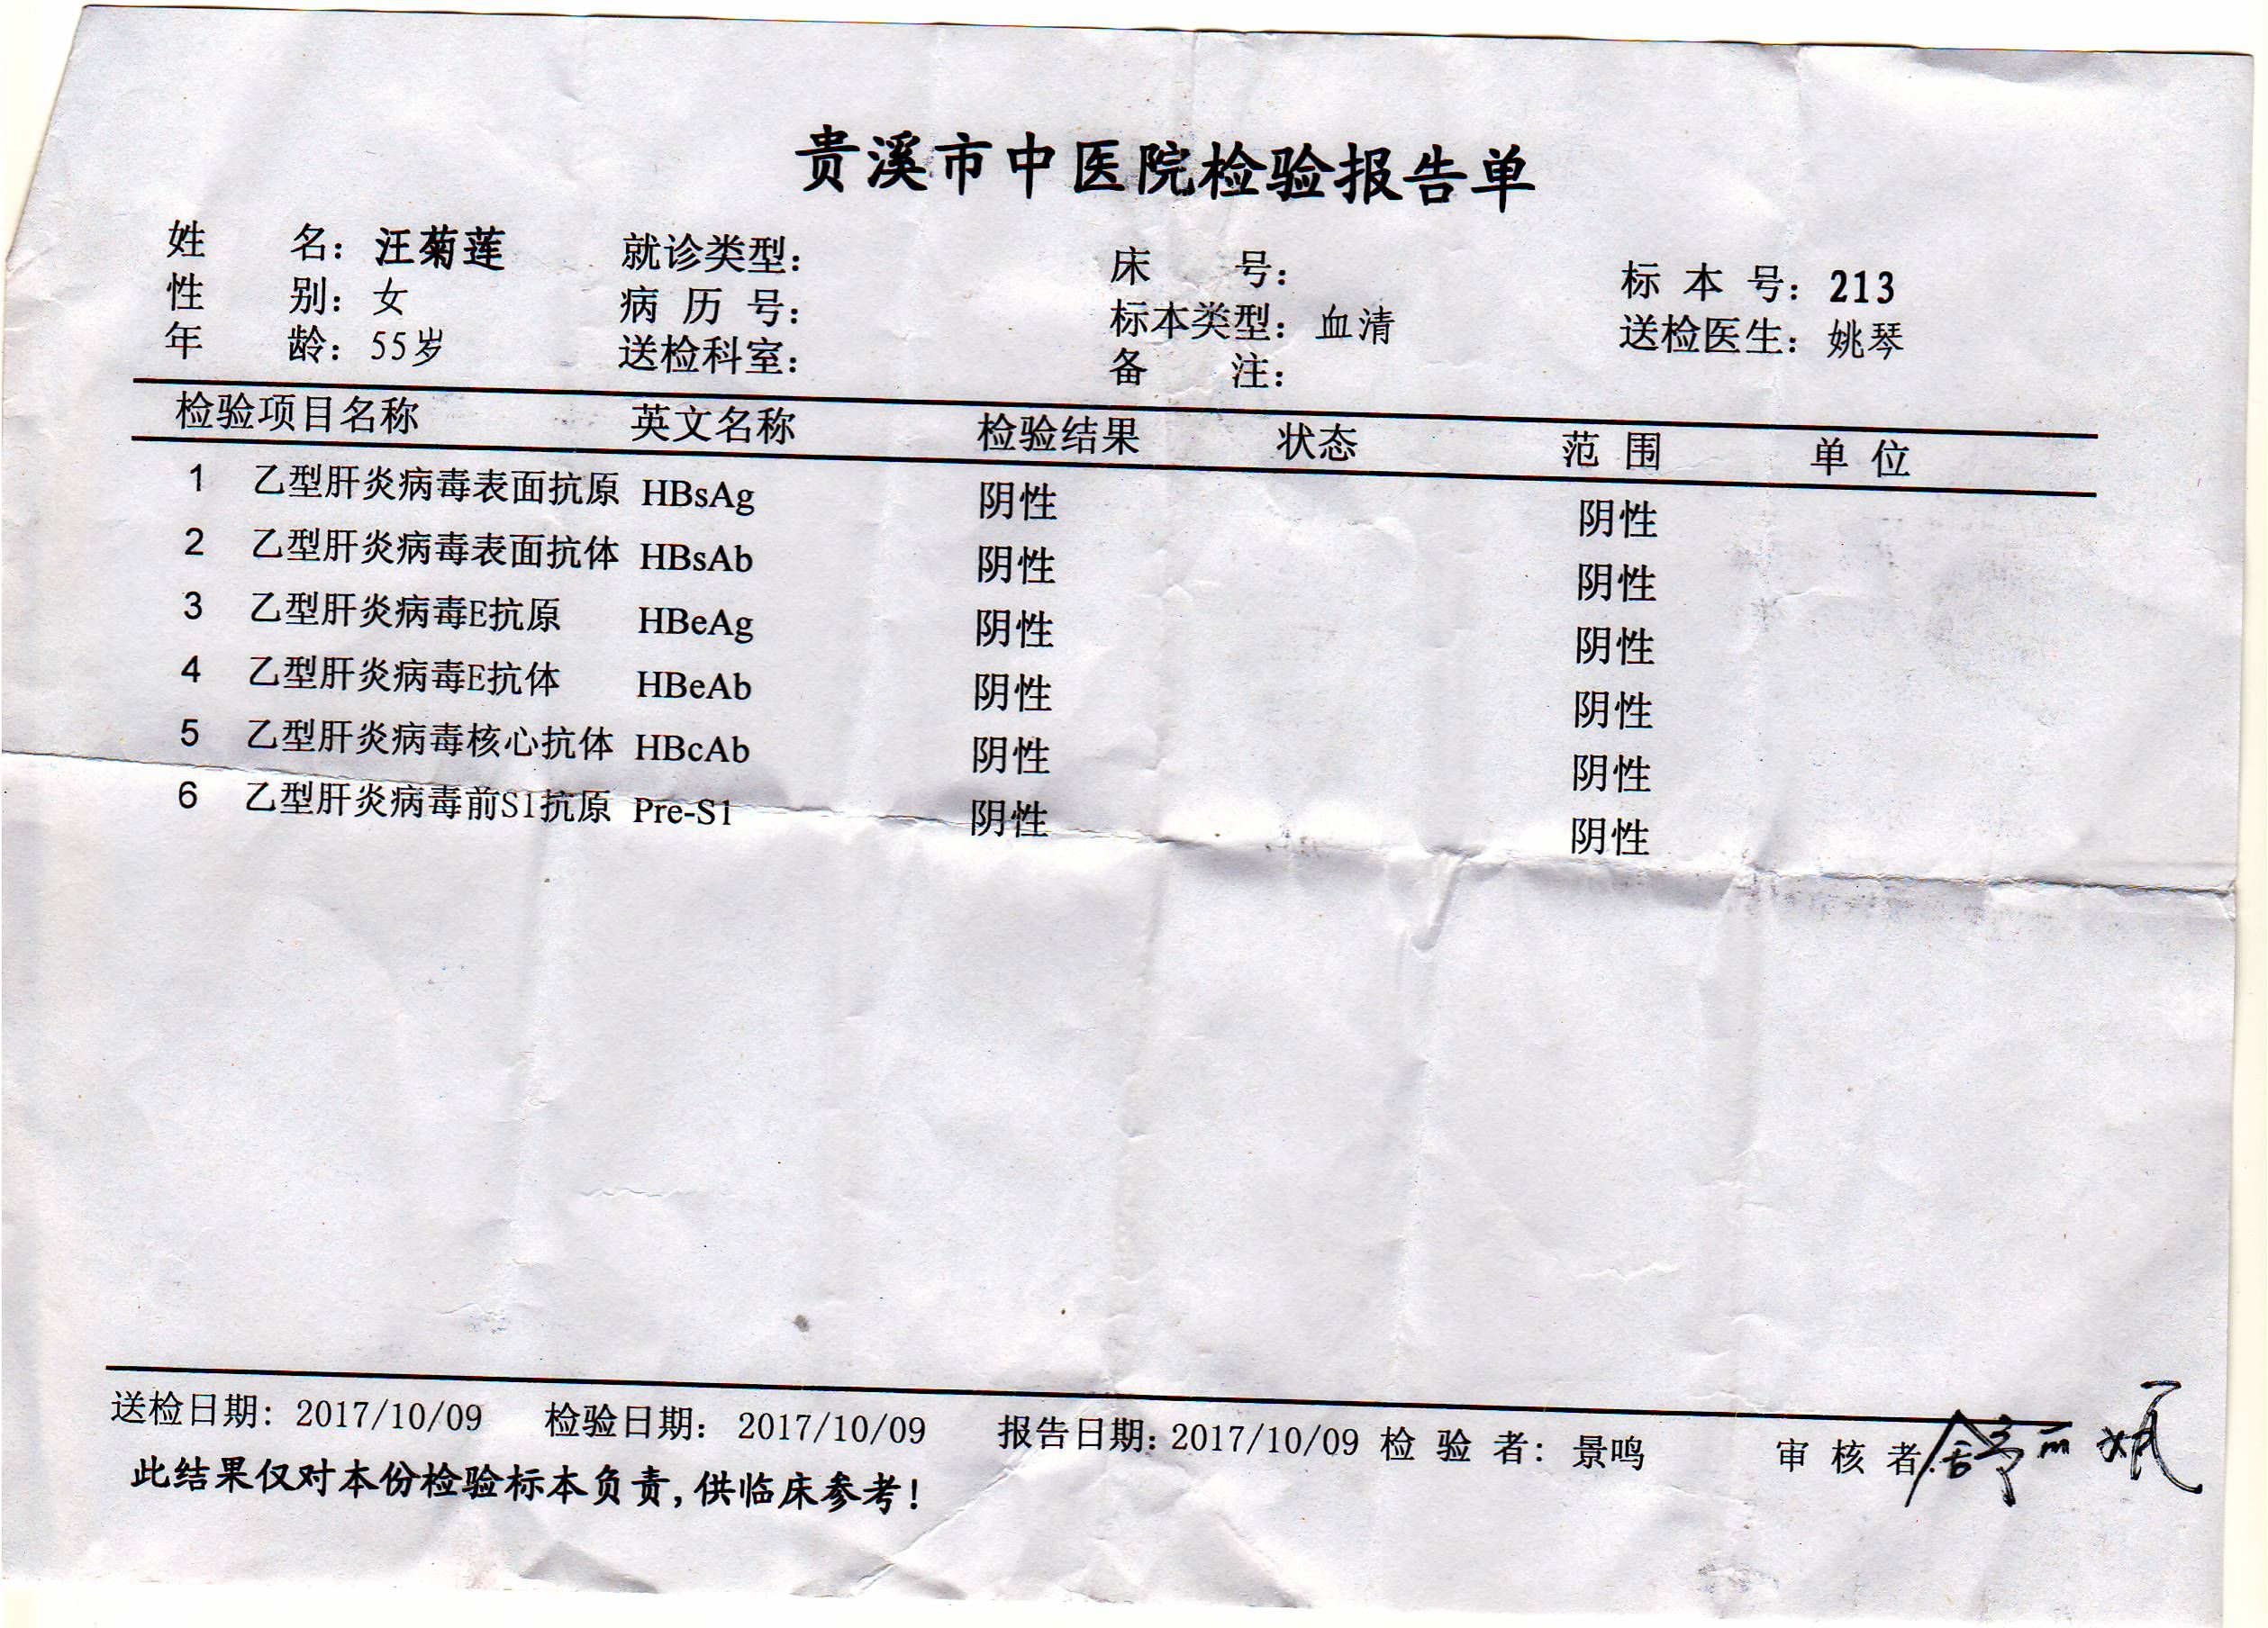 贵溪市中医院检验报告单
姓 名：汪菊莲 就诊类型： 床 号： 标 本 号：213
性 别：女 病 历 号： 标本类型：血清 送检医生：姚琴
年 龄：55岁 送检科室： 备 注：
检验项目名称 英文名称 检验结果 状态 范 围 单 位
1 乙型肝炎病毒表面抗原 HBsAg 阴性 阴性
2 乙型肝炎病毒表面抗体 HBsAb 阴性 阴性
3 乙型肝炎病毒E抗原 HBeAg 阴性 阴性
4 乙型肝炎病毒E抗体 HBeAb 阴性 阴性
5 乙型肝炎病毒核心抗体 HBcAb 阴性 阴性
6 乙型肝炎病毒前S1抗原 Pre-S1 阴性 阴性
送检日期：2017/10/09 检验日期：2017/10/09 报告日期：2017/10/09 检 验 者：景鸣 审 核 者：
此结果仅对本份检验标本负责，供临床参考！